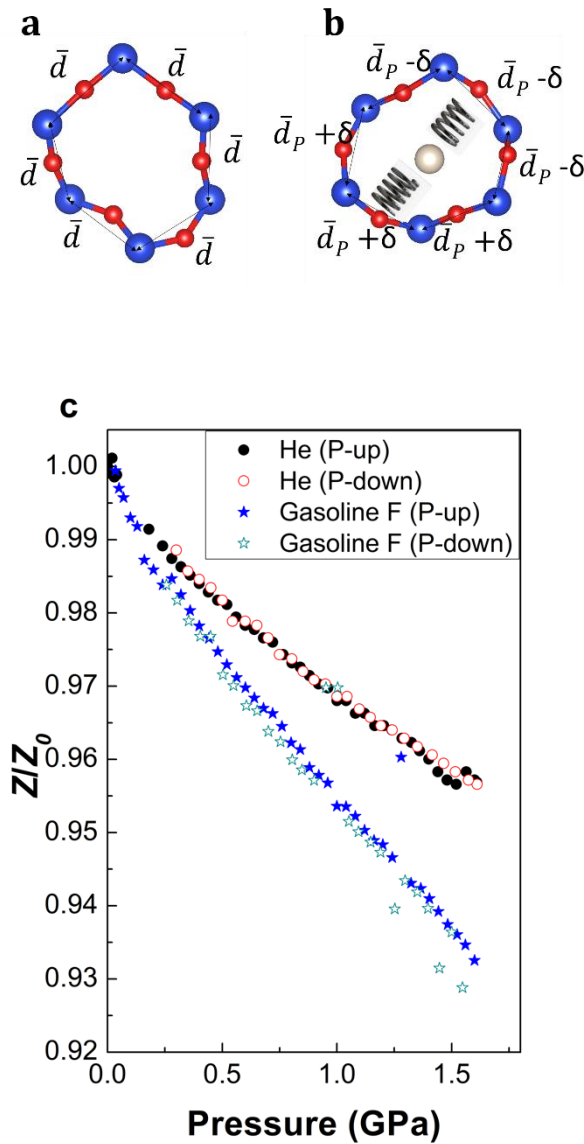 a
d̄ d̄
d̄ d̄
d̄ d̄
b
d̄P -δ
d̄P -δ
d̄P +δ
d̄P -δ
d̄P +δ d̄P +δ
c
He (P-up)
He (P-down)
Gasoline F (P-up)
Gasoline F (P-down)
Z/Z0
1.00
0.99
0.98
0.97
0.96
0.95
0.94
0.93
0.92
0.0 0.5 1.0 1.5
Pressure (GPa)